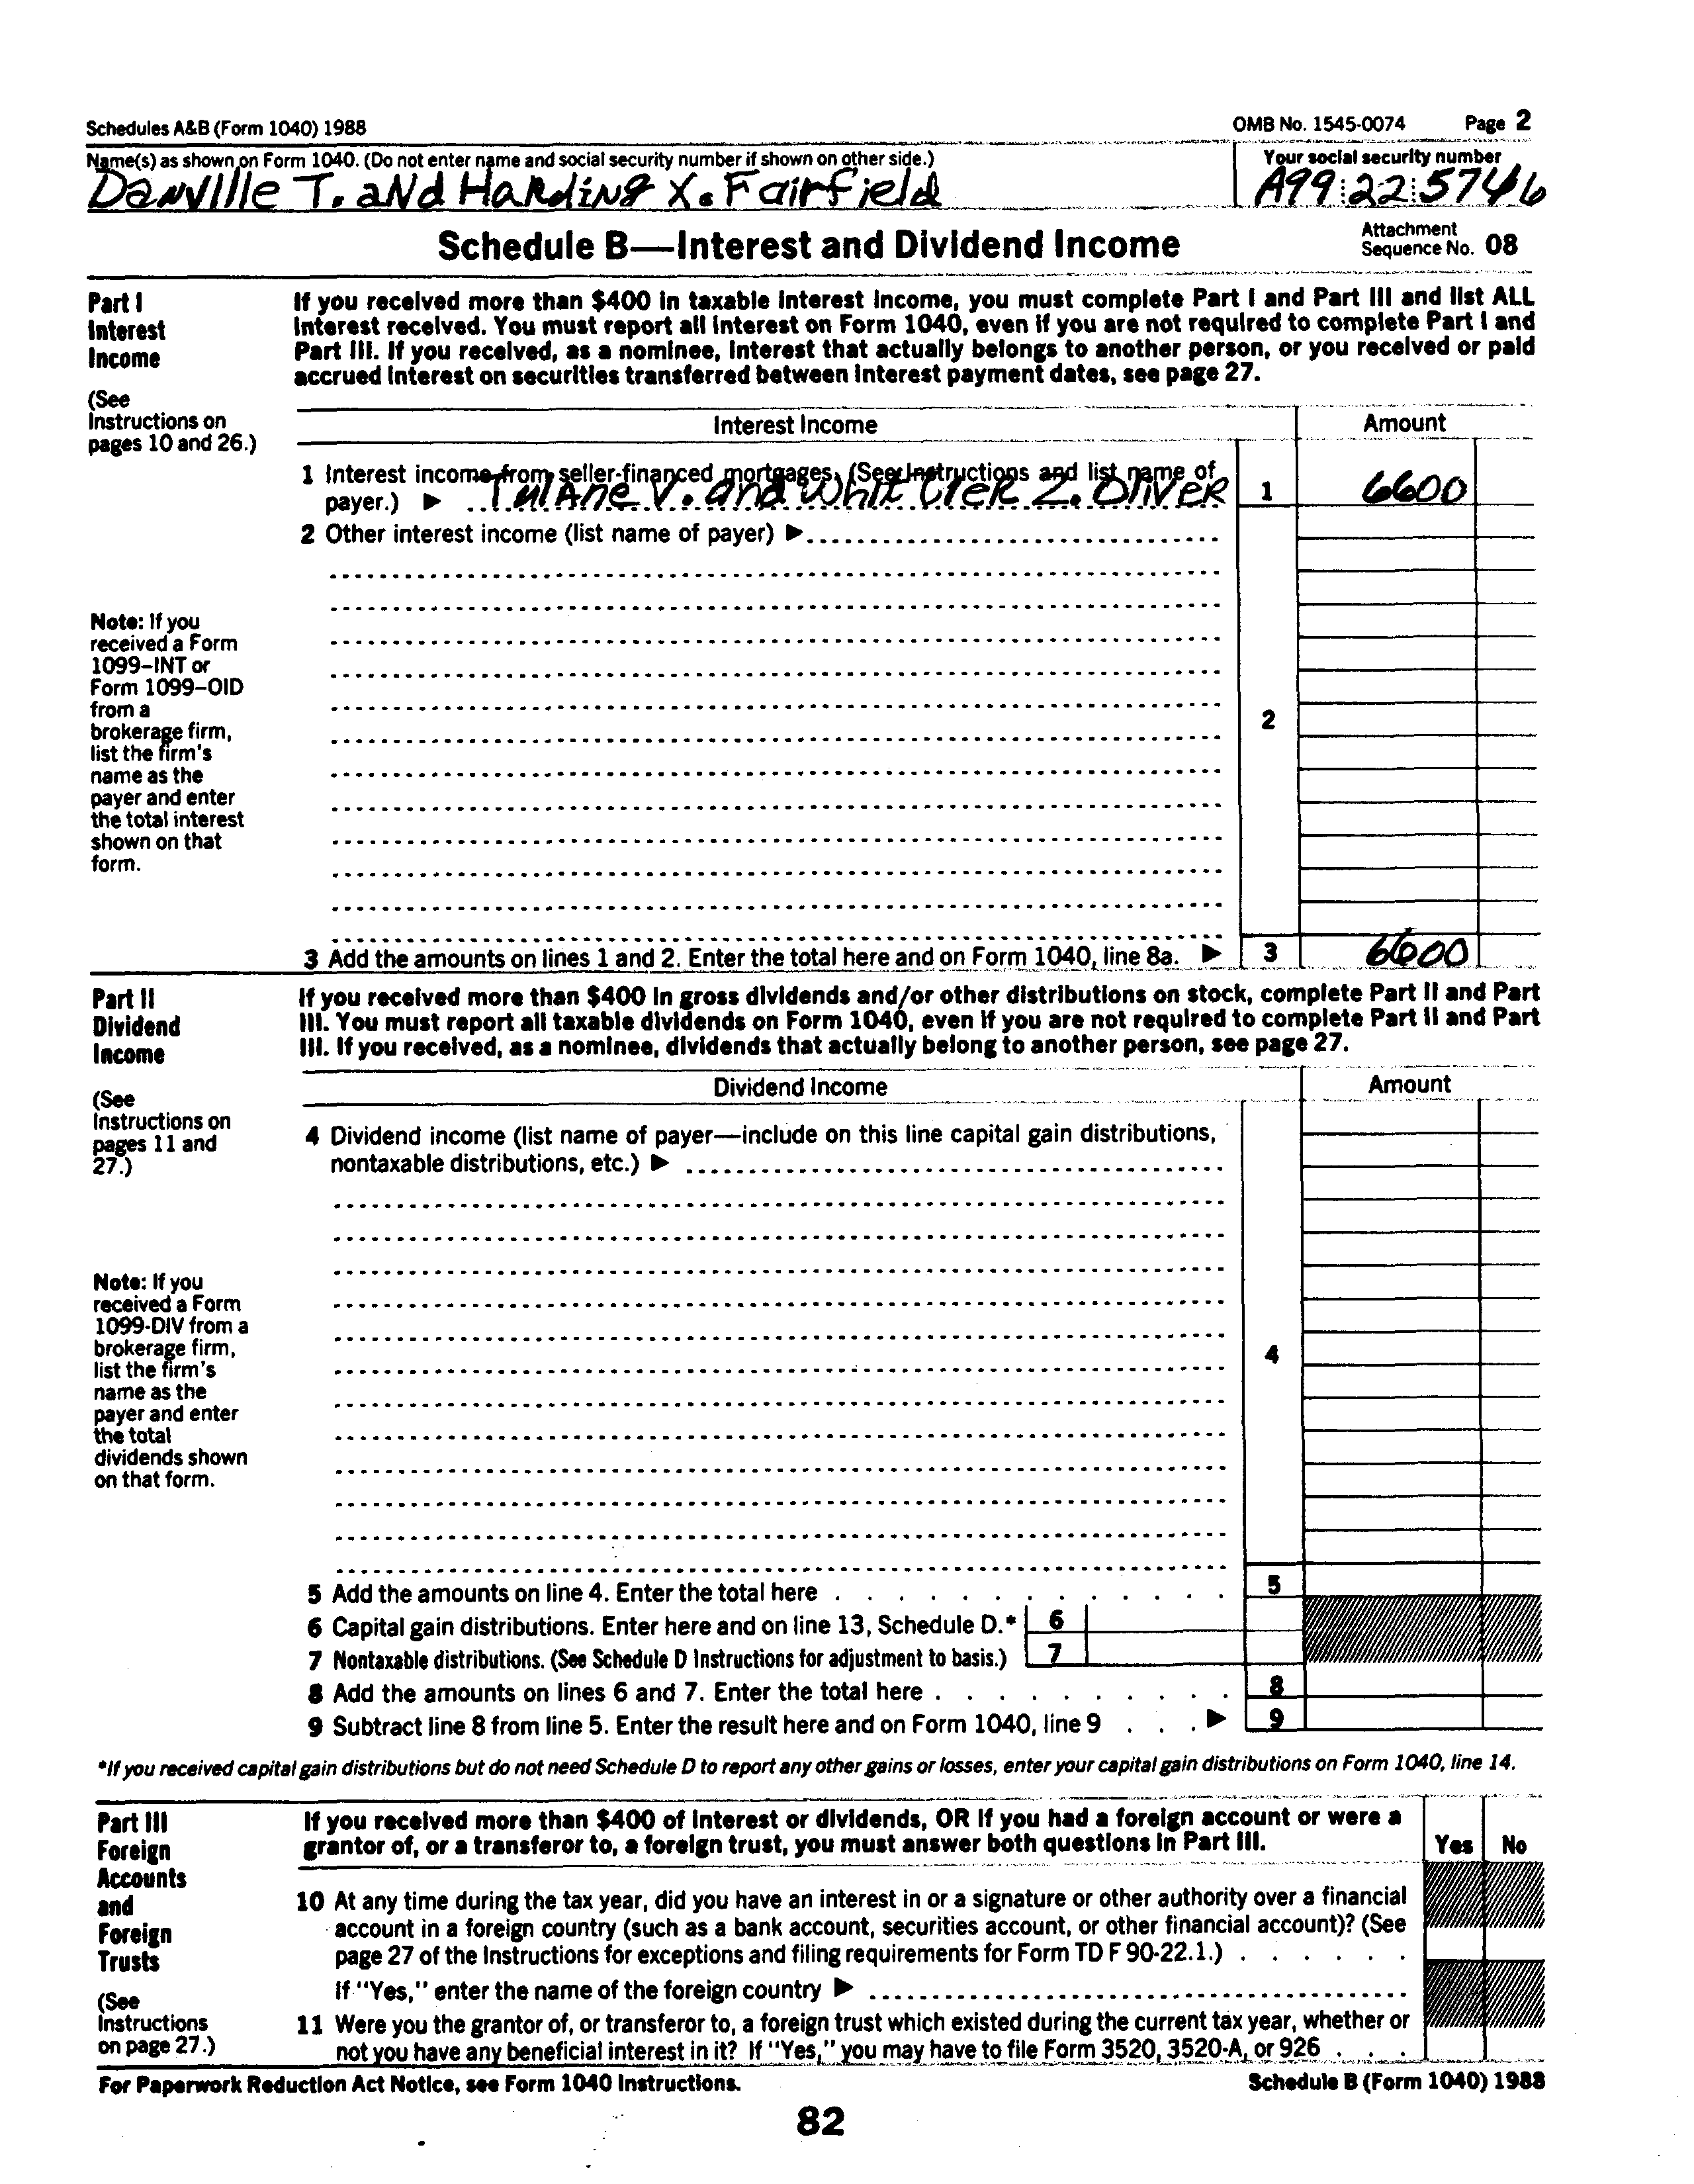 Schedules A&B (Form 1040) 1988 OMB No. 1545-0074 Page 2
Name(s) as shown on Form 1040. (Do not enter name and social security number if shown on other side.) Your social security number
Danville T. and Harding X. Fairfield A99 22 5746
Schedule B—Interest and Dividend Income Attachment Sequence No. 08
Part I
Interest
Income
(See
Instructions on
pages 10 and 26.)
If you received more than $400 in taxable interest income, you must complete Part I and Part III and list ALL
interest received. You must report all interest on Form 1040, even if you are not required to complete Part I and
Part III. If you received, as a nominee, interest that actually belongs to another person, or you received or paid
accrued interest on securities transferred between interest payment dates, see page 27.
Interest Income Amount
1 Interest income from seller-financed mortgages. (See Instructions and list name of
payer.) ▶ Tulane V. and Whittier Z. Oliver 1 6600
2 Other interest income (list name of payer) ▶
Note: If you
received a Form
1099–INT or
Form 1099–OID
from a
brokerage firm,
list the firm's
name as the
payer and enter
the total interest
shown on that
form.
2
3 Add the amounts on lines 1 and 2. Enter the total here and on Form 1040, line 8a. ▶ 3 6600
Part II
Dividend
Income
(See
Instructions on
pages 11 and
27.)
If you received more than $400 in gross dividends and/or other distributions on stock, complete Part II and Part
III. You must report all taxable dividends on Form 1040, even if you are not required to complete Part II and Part
III. If you received, as a nominee, dividends that actually belong to another person, see page 27.
Dividend Income Amount
4 Dividend income (list name of payer—include on this line capital gain distributions,
nontaxable distributions, etc.) ▶
Note: If you
received a Form
1099-DIV from a
brokerage firm,
list the firm's
name as the
payer and enter
the total
dividends shown
on that form.
4
5 Add the amounts on line 4. Enter the total here 5
6 Capital gain distributions. Enter here and on line 13, Schedule D.* 6
7 Nontaxable distributions. (See Schedule D Instructions for adjustment to basis.) 7
8 Add the amounts on lines 6 and 7. Enter the total here 8
9 Subtract line 8 from line 5. Enter the result here and on Form 1040, line 9 ▶ 9
*If you received capital gain distributions but do not need Schedule D to report any other gains or losses, enter your capital gain distributions on Form 1040, line 14.
Part III
Foreign
Accounts
and
Foreign
Trusts
(See
Instructions
on page 27.)
If you received more than $400 of interest or dividends, OR if you had a foreign account or were a
grantor of, or a transferor to, a foreign trust, you must answer both questions in Part III. Yes No
10 At any time during the tax year, did you have an interest in or a signature or other authority over a financial
account in a foreign country (such as a bank account, securities account, or other financial account)? (See
page 27 of the Instructions for exceptions and filing requirements for Form TD F 90-22.1.)
If "Yes," enter the name of the foreign country ▶
11 Were you the grantor of, or transferor to, a foreign trust which existed during the current tax year, whether or
not you have any beneficial interest in it? If "Yes," you may have to file Form 3520, 3520-A, or 926
For Paperwork Reduction Act Notice, see Form 1040 Instructions. Schedule B (Form 1040) 1988
82